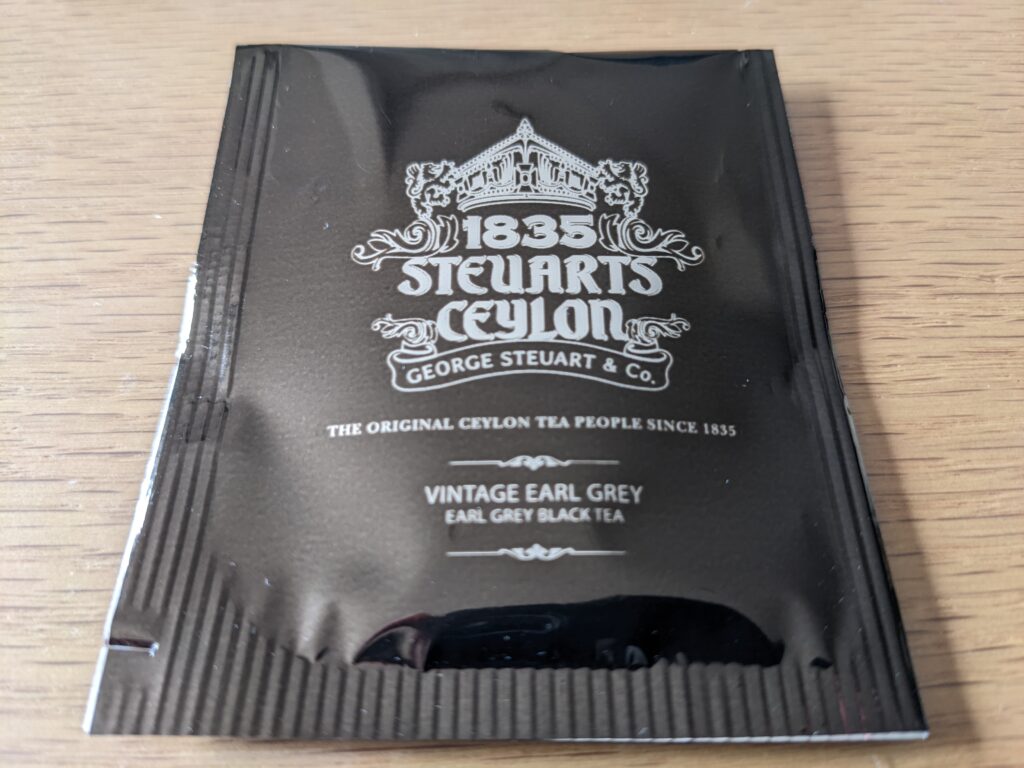 1835
STEUARTS
CEYLON
GEORGE STEUART & Co.
THE ORIGINAL CEYLON TEA PEOPLE SINCE 1835
VINTAGE EARL GREY
EARL GREY BLACK TEA